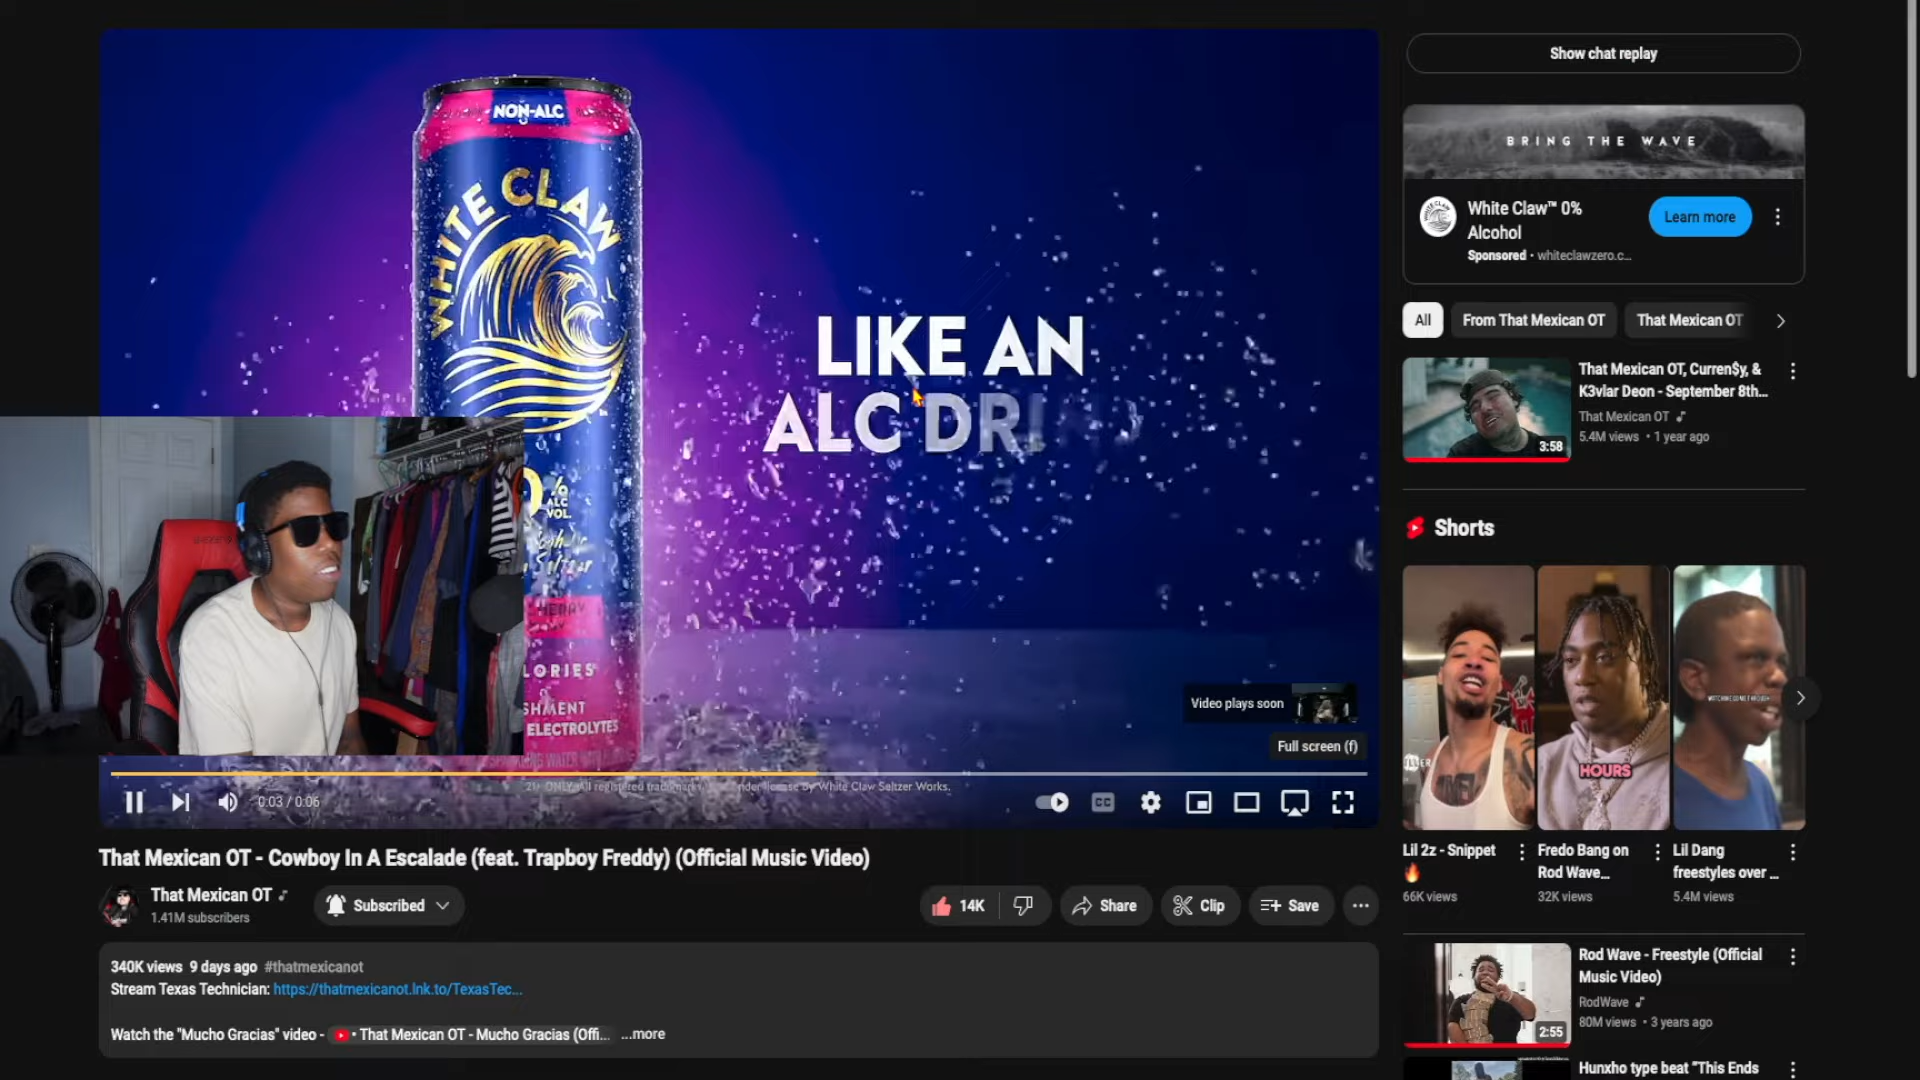 NON-ALC
WHITE CLAW
LIKE AN
ALC DRI
%
ALC
VOL.
LORIES
SHMENT
ELECTROLYTES
Video plays soon
Full screen (f)
0:03 / 0:06
CC
That Mexican OT - Cowboy In A Escalade (feat. Trapboy Freddy) (Official Music Video)
That Mexican OT
1.41M subscribers
Subscribed
14K
Share
Clip
Save
340K views 9 days ago #thatmexicanot
Stream Texas Technician: https://thatmexicanot.lnk.to/TexasTec...
Watch the "Mucho Gracias" video - • That Mexican OT - Mucho Gracias (Offi... ...more
Show chat replay
BRING THE WAVE
White Claw™ 0%
Alcohol
Sponsored • whiteclawzero.c...
Learn more
All
From That Mexican OT
That Mexican OT
That Mexican OT, Curren$y, &
K3vlar Deon - September 8th...
That Mexican OT
5.4M views • 1 year ago
3:58
Shorts
HOURS
Lil 2z - Snippet
66K views
Fredo Bang on
Rod Wave...
32K views
Lil Dang
freestyles over ...
5.4M views
Rod Wave - Freestyle (Official
Music Video)
RodWave
80M views • 3 years ago
2:55
Hunxho type beat "This Ends